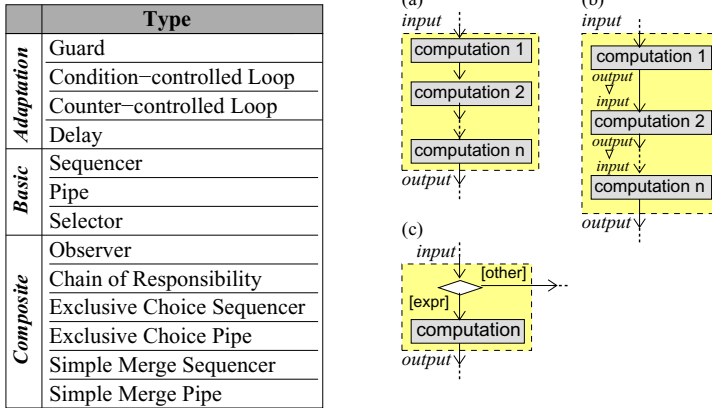 Type
Adaptation
Guard
Condition−controlled Loop
Counter−controlled Loop
Delay
Basic
Sequencer
Pipe
Selector
Composite
Observer
Chain of Responsibility
Exclusive Choice Sequencer
Exclusive Choice Pipe
Simple Merge Sequencer
Simple Merge Pipe
(a)
input
computation 1
computation 2
computation n
output
(b)
input
computation 1
output
input
computation 2
output
input
computation n
output
(c)
input
[other]
[expr]
computation
output